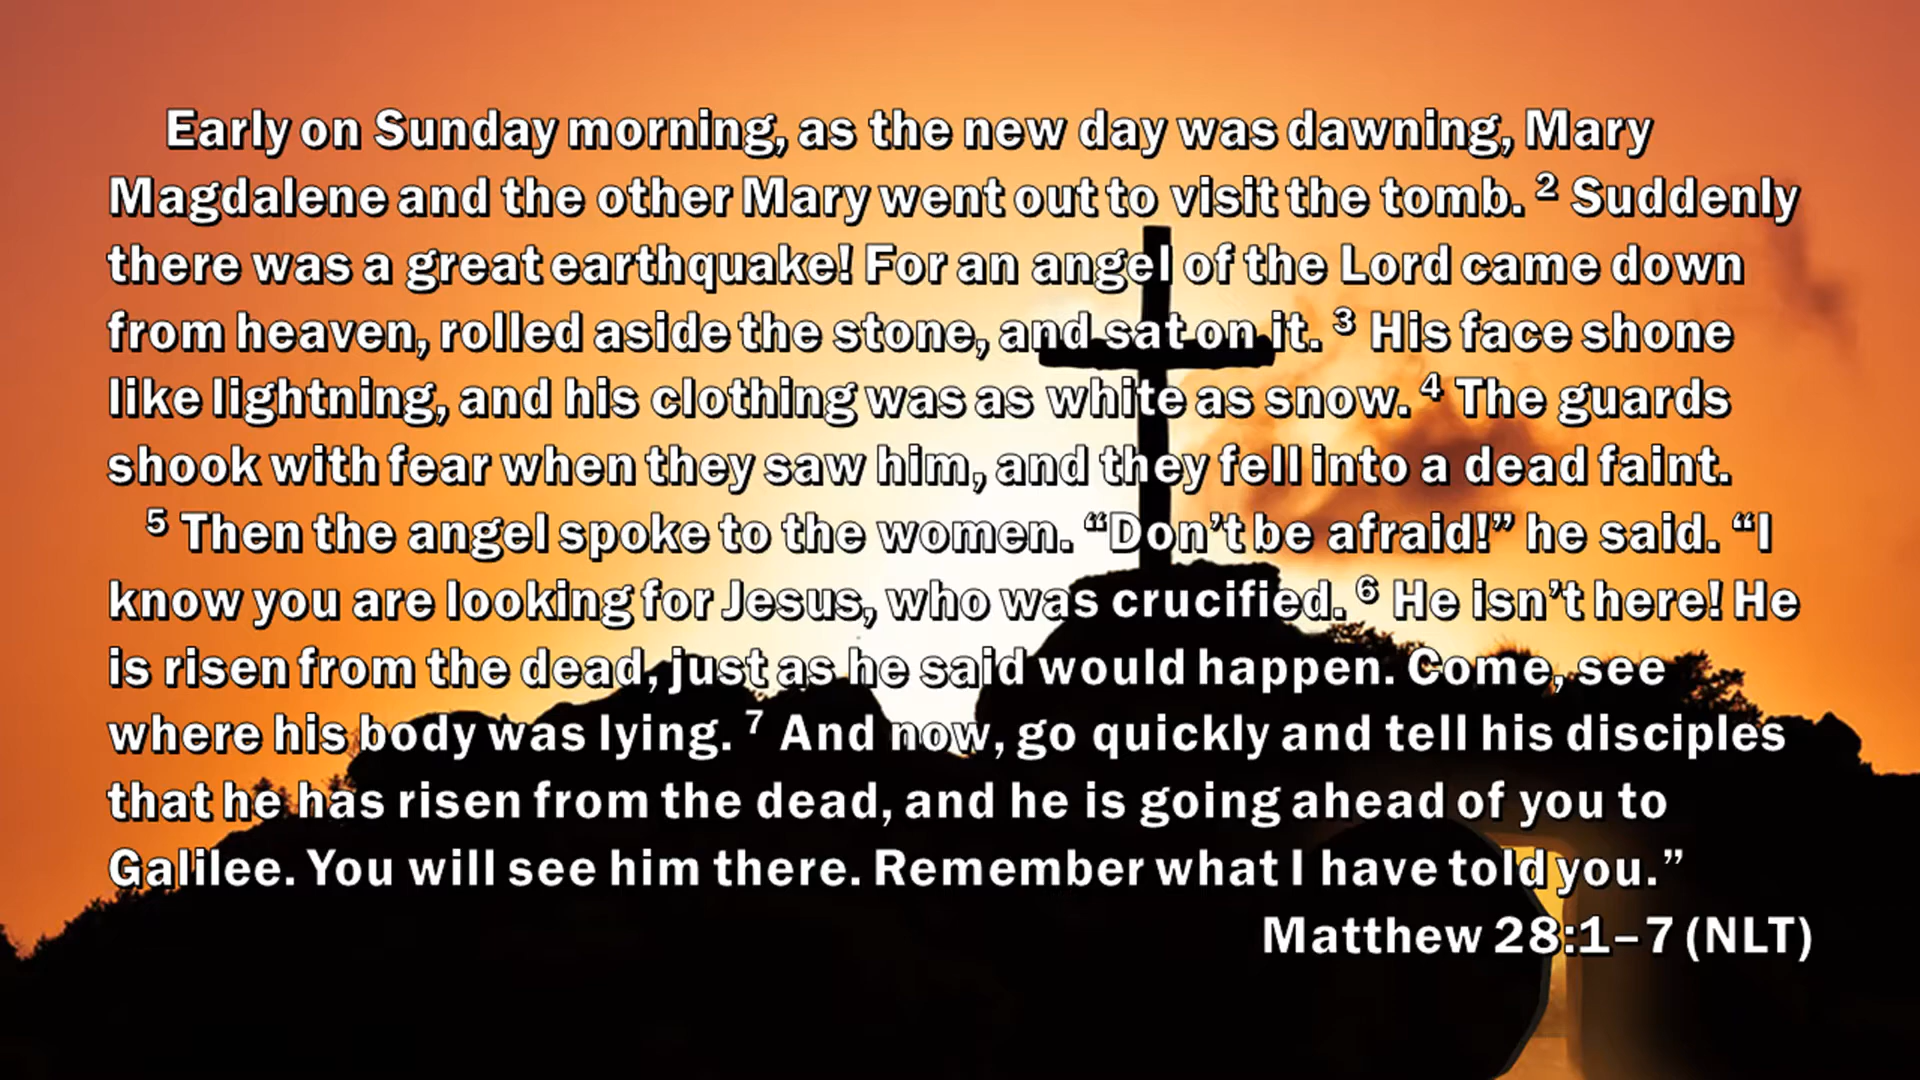 Early on Sunday morning, as the new day was dawning, Mary
Magdalene and the other Mary went out to visit the tomb. ² Suddenly
there was a great earthquake! For an angel of the Lord came down
from heaven, rolled aside the stone, and sat on it. ³ His face shone
like lightning, and his clothing was as white as snow. ⁴ The guards
shook with fear when they saw him, and they fell into a dead faint.
⁵ Then the angel spoke to the women. “Don’t be afraid!” he said. “I
know you are looking for Jesus, who was crucified. ⁶ He isn’t here! He
is risen from the dead, just as he said would happen. Come, see
where his body was lying. ⁷ And now, go quickly and tell his disciples
that he has risen from the dead, and he is going ahead of you to
Galilee. You will see him there. Remember what I have told you.”
Matthew 28:1–7 (NLT)